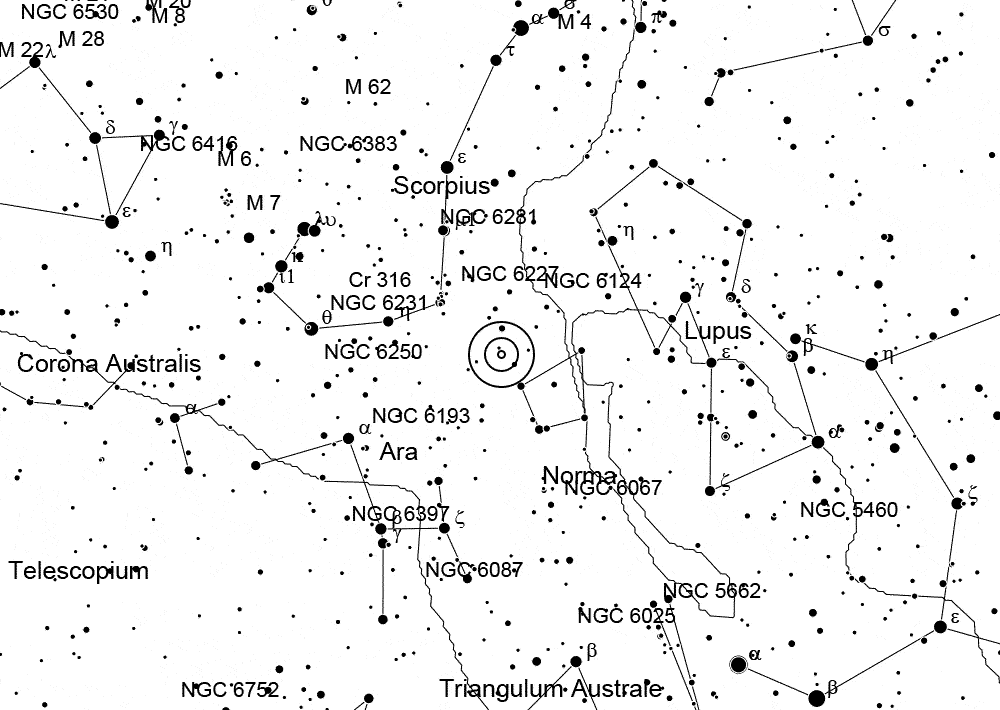 NGC 6530
M 20
M 8
θ
α
σ
M 4
π
σ
M 28
M 22
λ
τ
M 62
δ
γ
NGC 6416
NGC 6383
M 6
ε
Scorpius
M 7
ε
λυ
NGC 6281
μ1
η
η
κ
ι1
Cr 316
NGC 6227
NGC 6124
γ
δ
NGC 6231
η
θ
Lupus
κ
β
NGC 6250
ε
η
Corona Australis
α
NGC 6193
α
Ara
α
Norma
NGC 6067
ζ
ζ
NGC 6397
β
γ
ζ
NGC 5460
Telescopium
NGC 6087
NGC 5662
NGC 6025
ε
β
α
NGC 6752
Triangulum Australe
β